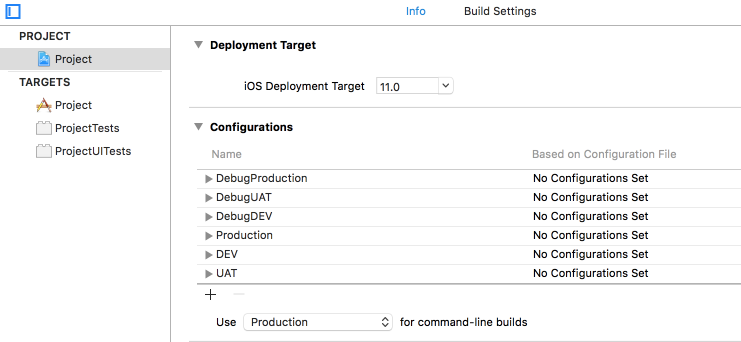 Info Build Settings
PROJECT
Project
TARGETS
Project
ProjectTests
ProjectUITests
Deployment Target
iOS Deployment Target 11.0
Configurations
Name Based on Configuration File
DebugProduction No Configurations Set
DebugUAT No Configurations Set
DebugDEV No Configurations Set
Production No Configurations Set
DEV No Configurations Set
UAT No Configurations Set
Use Production for command-line builds